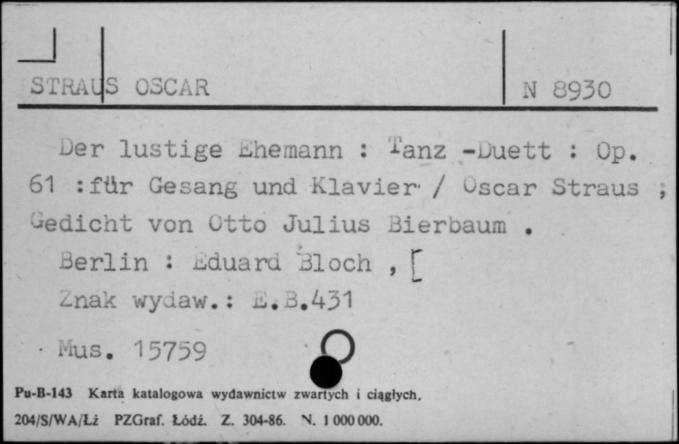 STRAUS OSCAR N 8930
Der lustige Ehemann : Tanz -Duett : Op.
61 :für Gesang und Klavier / Oscar Straus ;
Gedicht von Otto Julius Bierbaum .
Berlin : Eduard Bloch , [
Znak wydaw.: E.B.431
Mus. 15759
Pu-B-143 Karta katalogowa wydawnictw zwartych i ciągłych,
204/S/WA/Łż PZGraf. Łódź. Z. 304-86. N. 1 000 000.